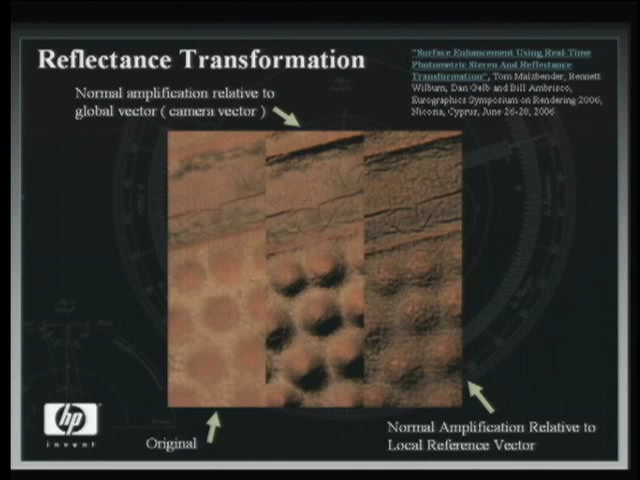 Reflectance Transformation
"Surface Enhancement Using Real-Time
Photometric Stereo And Reflectance
Transformation", Tom Malzbender, Bennett
Wilburn, Dan Gelb and Bill Ambrisco,
Eurographics Symposium on Rendering 2006,
Nicosia, Cyprus, June 26-28, 2006
Normal amplification relative to
global vector ( camera vector )
Original
Normal Amplification Relative to
Local Reference Vector
hp
invent